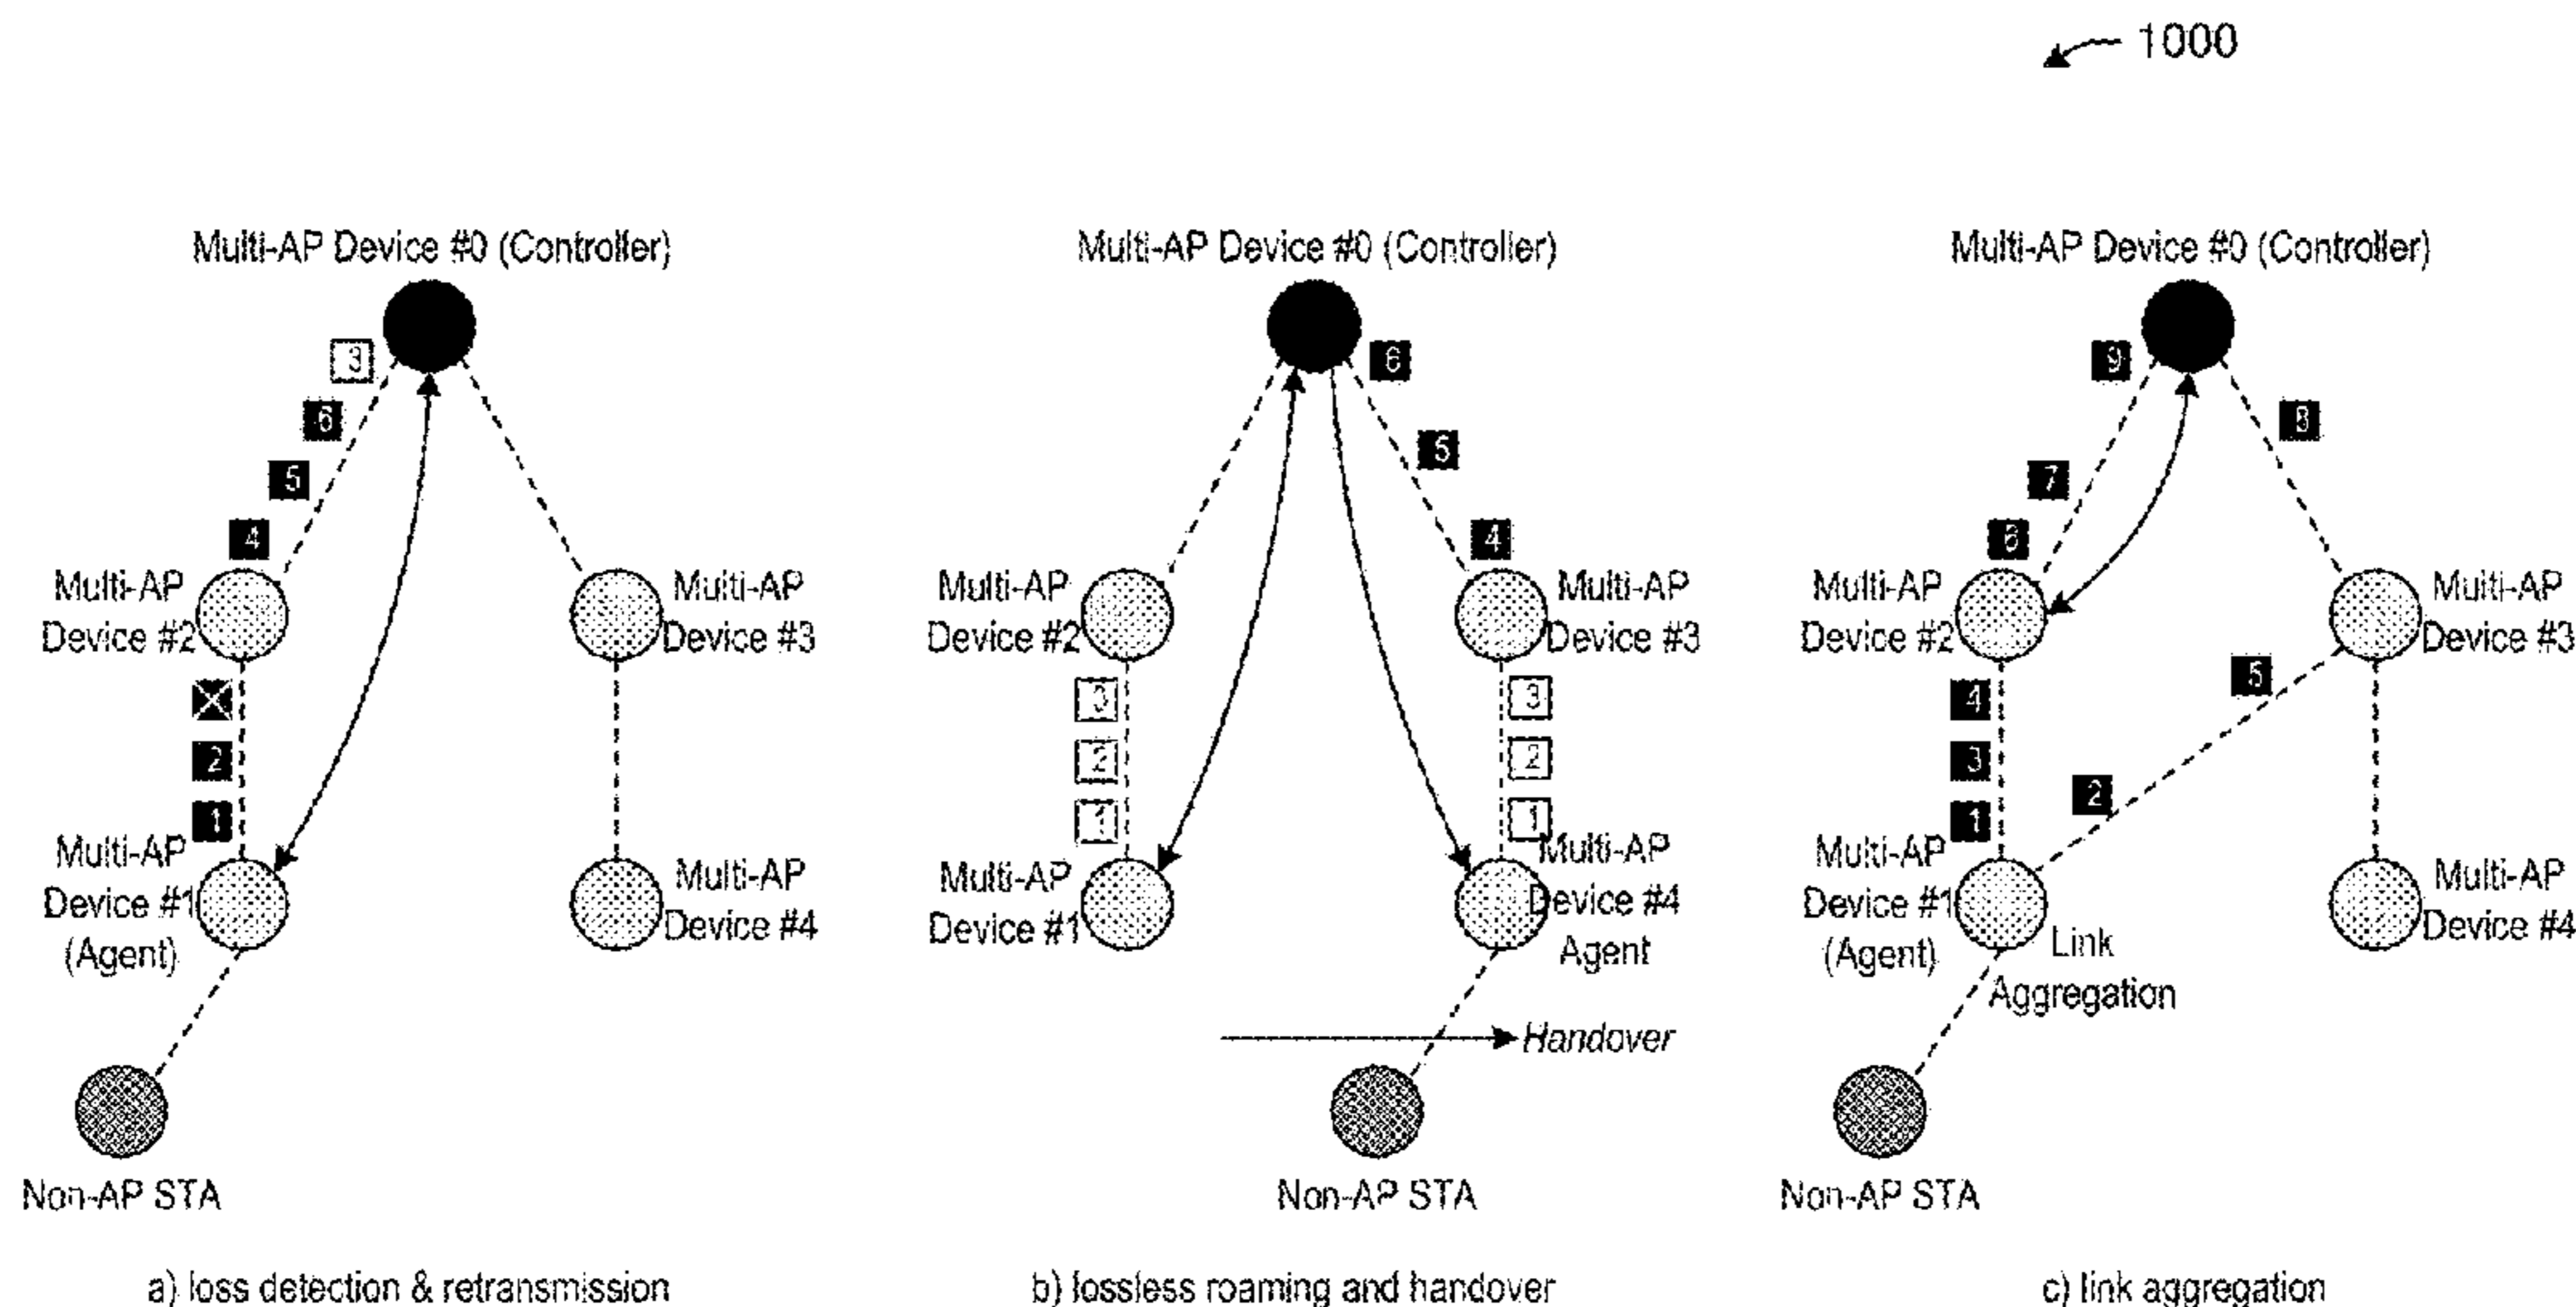 1000
Multi-AP Device #0 (Controller)
3
6
5
4
Multi-AP
Device #2
Multi-AP
Device #3
2
1
Multi-AP
Device #1
(Agent)
Multi-AP
Device #4
Non-AP STA
a) loss detection & retransmission
Multi-AP Device #0 (Controller)
6
5
4
Multi-AP
Device #2
Multi-AP
Device #3
3
2
1
3
2
1
Multi-AP
Device #1
Multi-AP
Device #4
Agent
Handover
Non-AP STA
b) lossless roaming and handover
Multi-AP Device #0 (Controller)
9
8
7
6
Multi-AP
Device #2
Multi-AP
Device #3
4
5
3
2
1
Multi-AP
Device #1
(Agent)
Link
Aggregation
Multi-AP
Device #4
Non-AP STA
c) link aggregation